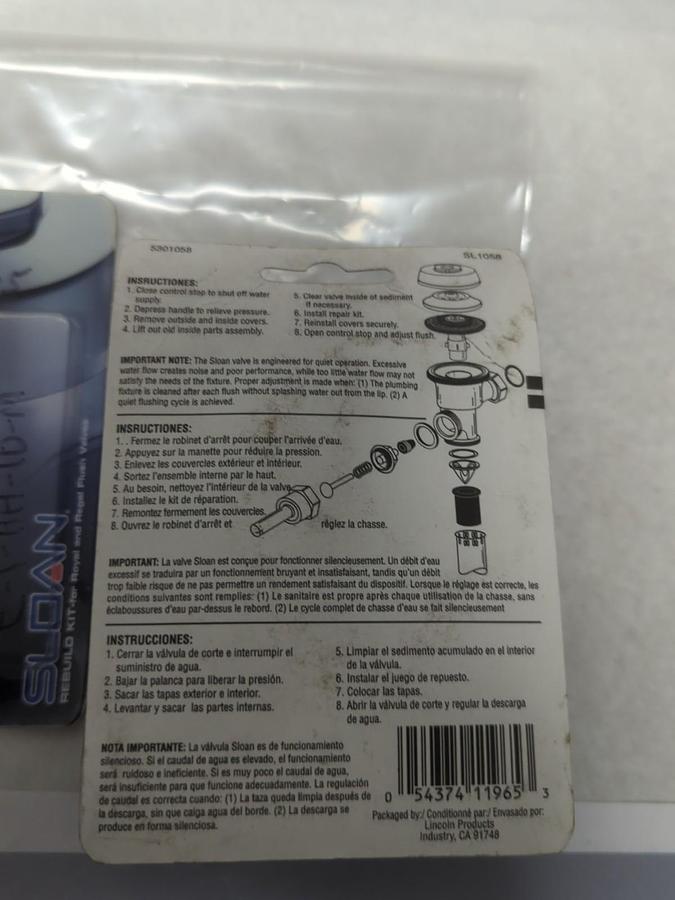 5301058
SL1058
INSRUCTIONES:
1. Close control stop to shut off water
supply.
2. Depress handle to relieve pressure.
3. Remove outside and inside covers.
4. Lift out old inside parts assembly.
5. Clear valve inside of sediment
if necessary.
6. Install repair kit.
7. Reinstall covers securely.
8. Open control stop and adjust flush.
IMPORTANT NOTE: The Sloan valve is engineered for quiet operation. Excessive
water flow creates noise and poor performance, while too little water flow may not
satisfy the needs of the fixture. Proper adjustment is made when: (1) The plumbing
fixture is cleaned after each flush without splashing water out from the lip. (2) A
quiet flushing cycle is achieved.
INSTRUCTIONES:
1. . Fermez le robinet d'arrêt pour couper l'arrivée d'eau.
2. Appuyez sur la manette pour réduire la pression.
3. Enlevez les couvercles extérieur et intérieur.
4. Sortez l'ensemble interne par le haut.
5. Au besoin, nettoyez l'intérieur de la valve.
6. Installez le kit de réparation.
7. Remontez fermement les couvercles.
8. Ouvrez le robinet d'arrêt et réglez la chasse.
IMPORTANT: La valve Sloan est conçue pour fonctionner silencieusement. Un débit d'eau
excessif se traduira par un fonctionnement bruyant et insatisfaisant, tandis qu'un débit
trop faible risque de ne pas permettre un rendement satisfaisant du dispositif. Lorsque le réglage est correcte, les
conditions suivantes sont remplies: (1) Le sanitaire est propre après chaque utilisation de la chasse, sans
éclaboussures d'eau par-dessus le rebord. (2) Le cycle complet de chasse d'eau se fait silencieusement
INSTRUCCIONES:
1. Cerrar la válvula de corte e interrumpir el
suministro de agua.
2. Bajar la palanca para liberar la presión.
3. Sacar las tapas exterior e interior.
4. Levantar y sacar las partes internas.
5. Limpiar el sedimento acumulado en el interior
de la válvula.
6. Instalar el juego de repuesto.
7. Colocar las tapas.
8. Abrir la válvula de corte y regular la descarga
de agua.
NOTA IMPORTANTE: La válvula Sloan es de funcionamiento
silencioso. Si el caudal de agua es elevado, el funcionamiento
será ruidoso e ineficiente. Si es muy poco el caudal de agua,
será insuficiente para que funcione adecuadamente. La regulación
de caudal es correcta cuando: (1) La taza queda limpia después de
la descarga, sin que caiga agua del borde. (2) La descarga se
produce en forma silenciosa.
0 54374 11965 3
Packaged by:/ Conditionné par:/ Envasado por:
Lincoln Products
Industry, CA 91748
SLOAN
REBUILD KIT-for Royal and Regal Flush Valves